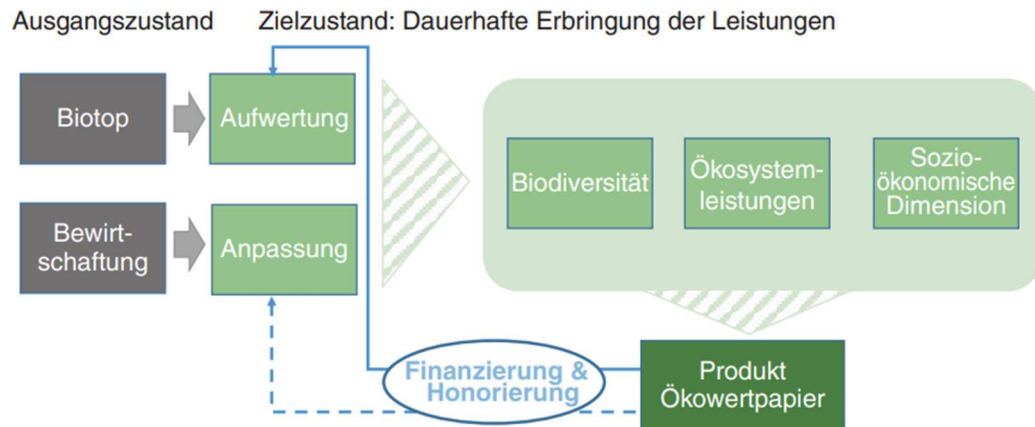 Ausgangszustand
Zielzustand: Dauerhafte Erbringung der Leistungen
Biotop
Aufwertung
Biodiversität
Ökosystem-
leistungen
Sozio-
ökonomische
Dimension
Bewirt-
schaftung
Anpassung
Finanzierung &
Honorierung
Produkt
Ökowertpapier